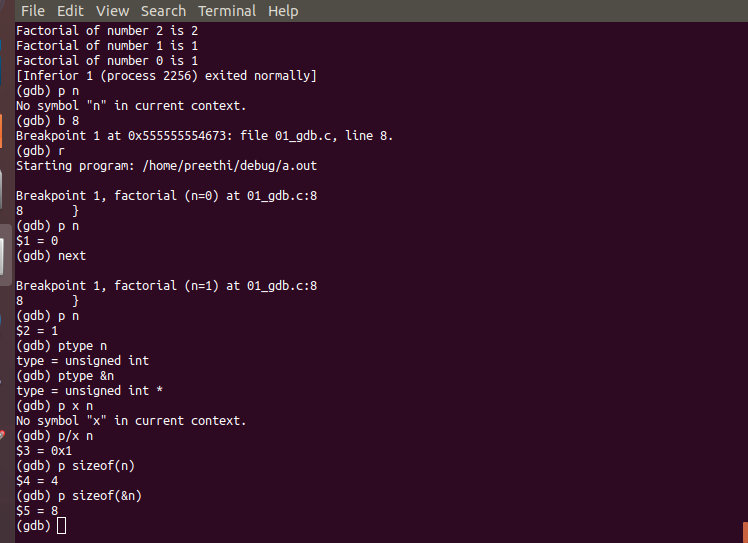 File Edit View Search Terminal Help
Factorial of number 2 is 2
Factorial of number 1 is 1
Factorial of number 0 is 1
[Inferior 1 (process 2256) exited normally]
(gdb) p n
No symbol "n" in current context.
(gdb) b 8
Breakpoint 1 at 0x555555554673: file 01_gdb.c, line 8.
(gdb) r
Starting program: /home/preethi/debug/a.out
Breakpoint 1, factorial (n=0) at 01_gdb.c:8
8       }
(gdb) p n
$1 = 0
(gdb) next
Breakpoint 1, factorial (n=1) at 01_gdb.c:8
8       }
(gdb) p n
$2 = 1
(gdb) ptype n
type = unsigned int
(gdb) ptype &n
type = unsigned int *
(gdb) p x n
No symbol "x" in current context.
(gdb) p/x n
$3 = 0x1
(gdb) p sizeof(n)
$4 = 4
(gdb) p sizeof(&n)
$5 = 8
(gdb)